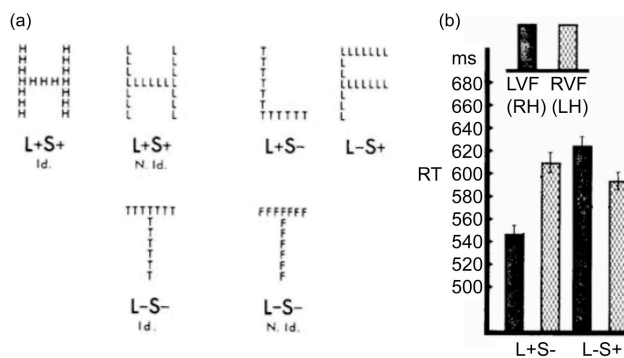 (a)
L+S+
Id.
L+S+
N. Id.
L+S-
L-S+
L-S-
Id.
L-S-
N. Id.
(b)
ms
680
660
640
620
600
580
560
540
520
500
RT
LVF
(RH)
RVF
(LH)
L+S-
L-S+